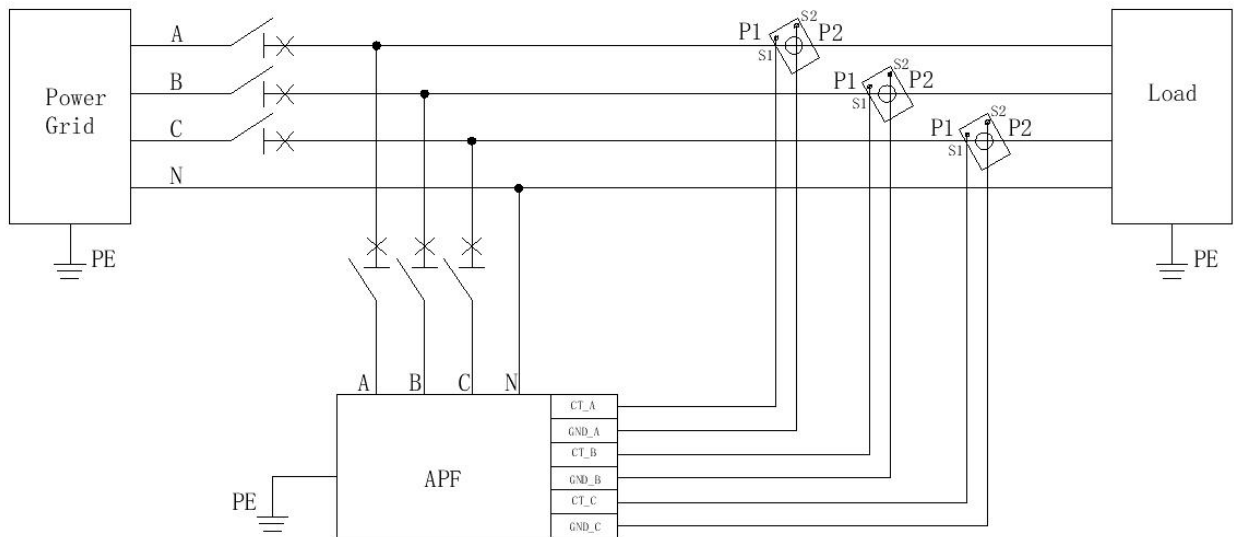 A
B
C
N
Power
Grid
PE
P1
S1
S2
P2
P1
S1
S2
P2
P1
S1
S2
P2
Load
PE
A
B
C
N
CT_A
GND_A
CT_B
GND_B
CT_C
GND_C
APF
PE